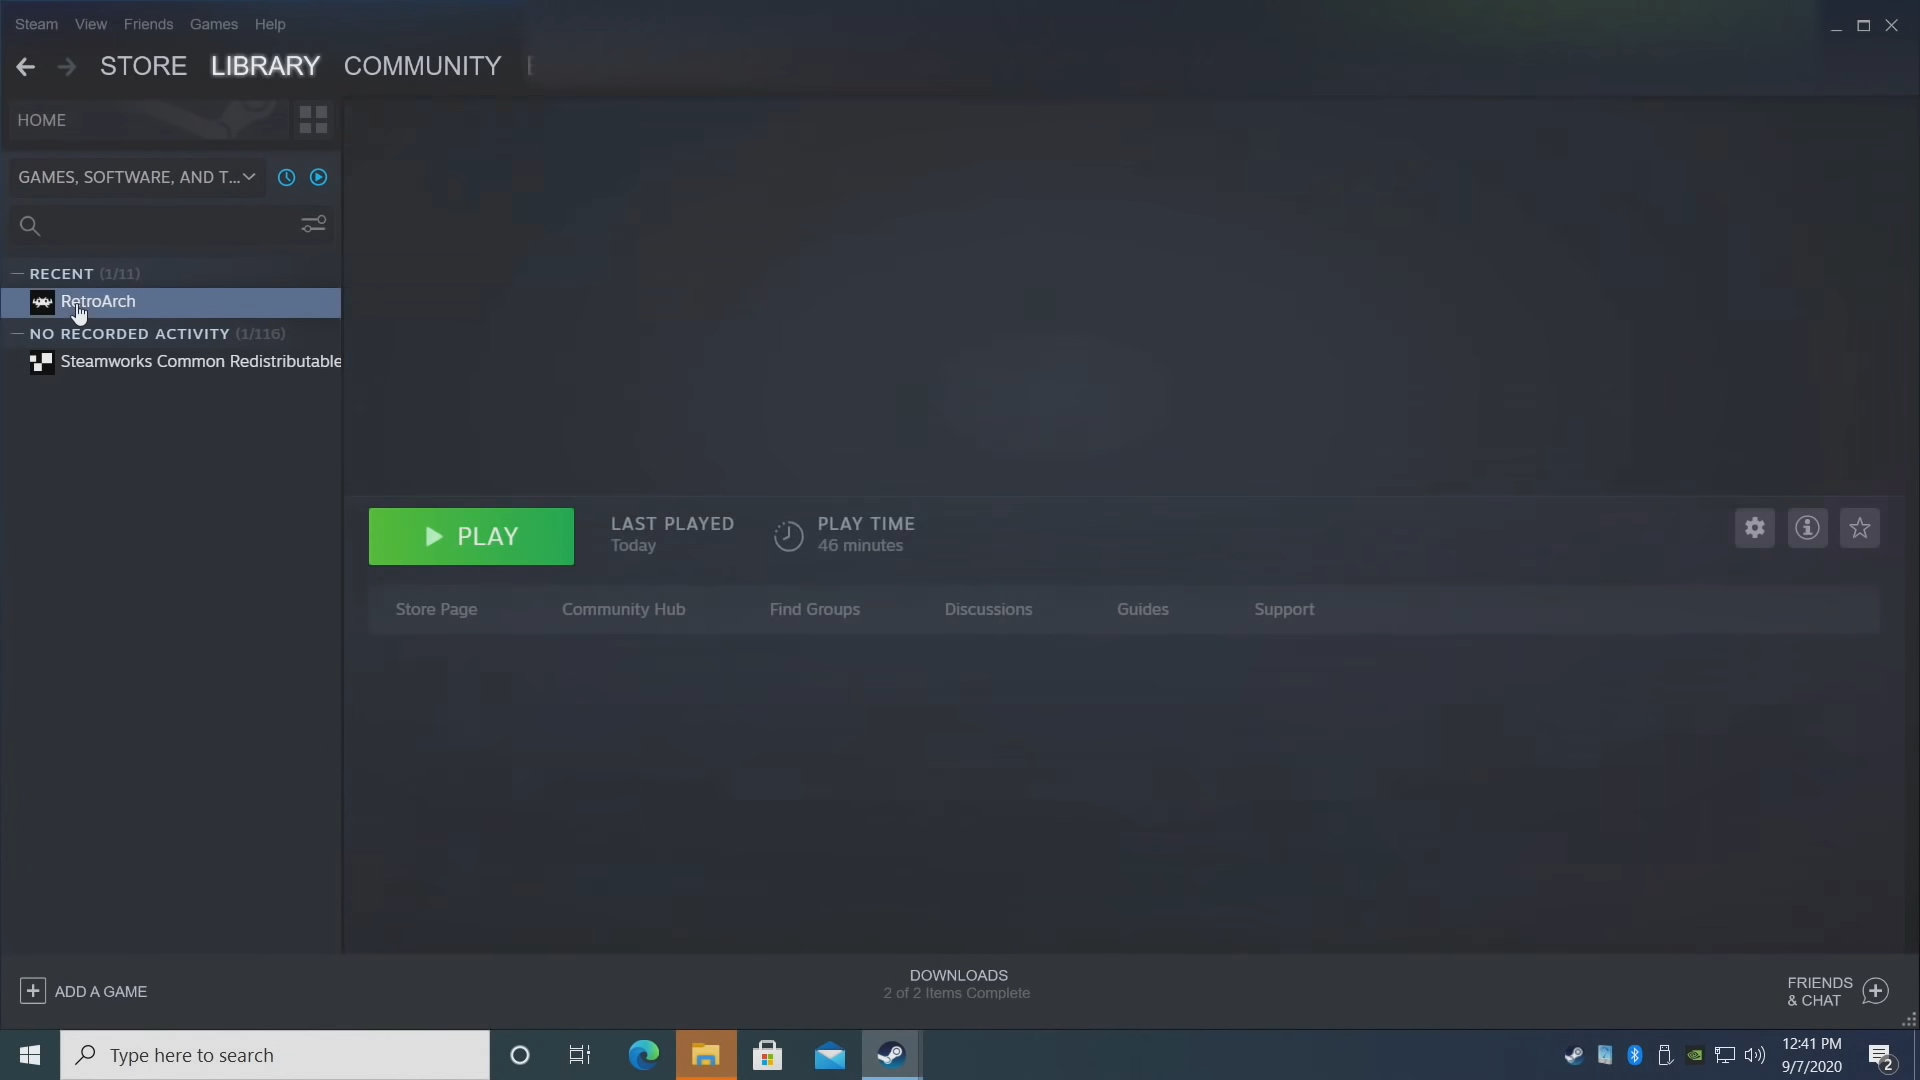 Steam View Friends Games Help
STORE LIBRARY COMMUNITY
HOME
GAMES, SOFTWARE, AND T...
RECENT (1/11)
RetroArch
NO RECORDED ACTIVITY (1/116)
Steamworks Common Redistributable
PLAY
LAST PLAYED
Today
PLAY TIME
46 minutes
Store Page Community Hub Find Groups Discussions Guides Support
ADD A GAME
DOWNLOADS
2 of 2 Items Complete
FRIENDS
& CHAT
Type here to search
12:41 PM
9/7/2020
2